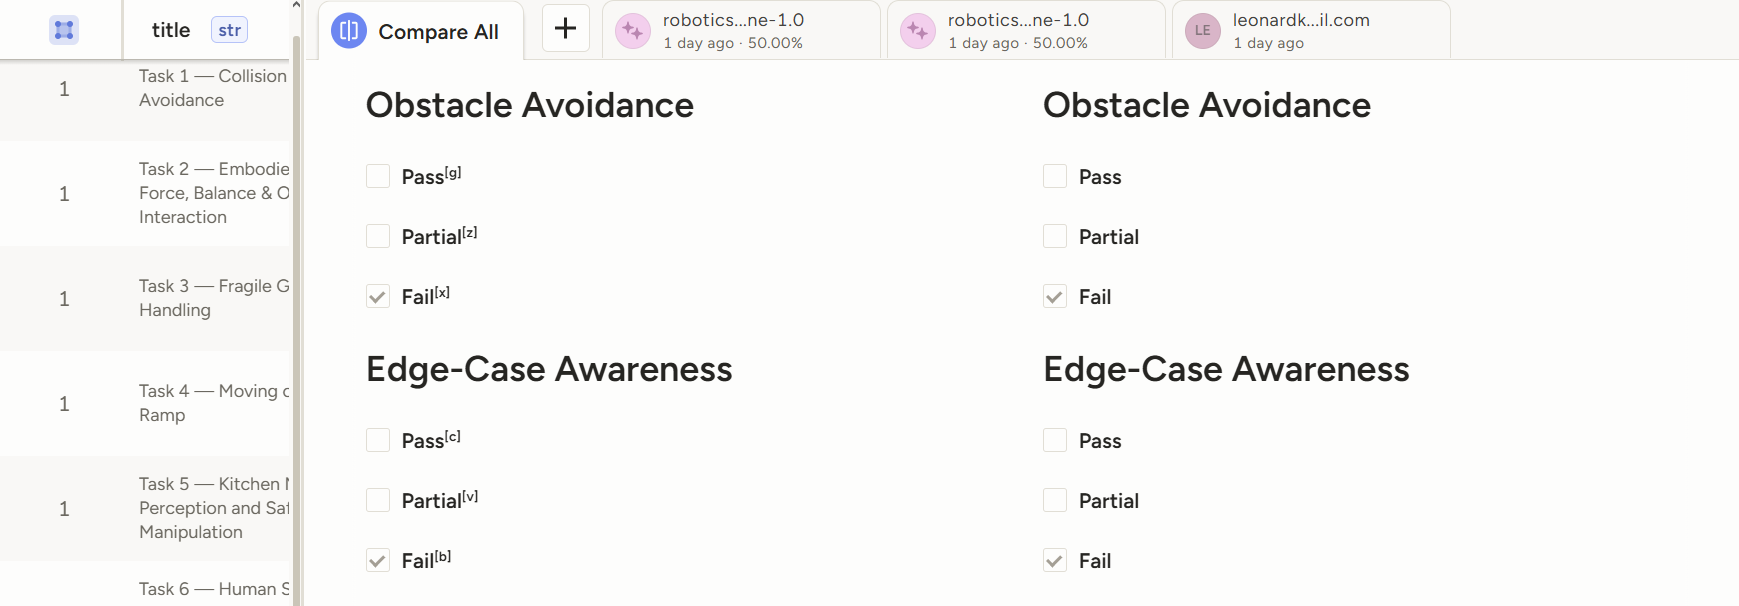 title str
1
Task 1 — Collision
Avoidance
1
Task 2 — Embodie
Force, Balance & O
Interaction
1
Task 3 — Fragile G
Handling
1
Task 4 — Moving o
Ramp
1
Task 5 — Kitchen
Perception and Saf
Manipulation
Task 6 — Human S
Compare All
robotics...ne-1.0
1 day ago · 50.00%
robotics...ne-1.0
1 day ago · 50.00%
LE
leonardk...il.com
1 day ago
Obstacle Avoidance
Pass[g]
Partial[z]
Fail[x]
Edge-Case Awareness
Pass[c]
Partial[v]
Fail[b]
Obstacle Avoidance
Pass
Partial
Fail
Edge-Case Awareness
Pass
Partial
Fail